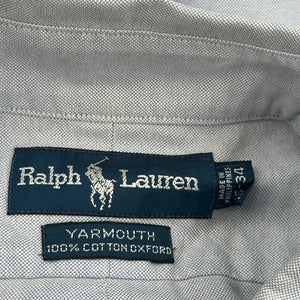 Ralph Lauren
MADE IN
PHILIPPINES
-34
YARMOUTH
100% COTTON OXFORD